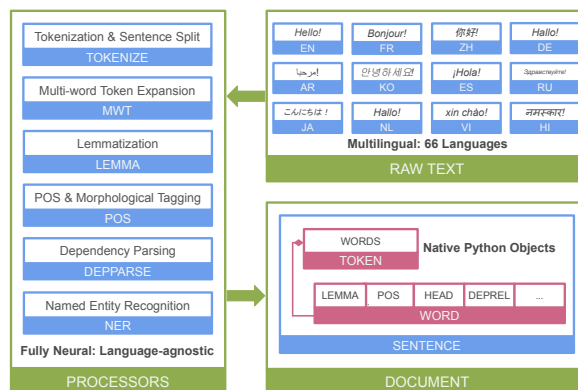 Tokenization & Sentence Split
TOKENIZE
Multi-word Token Expansion
MWT
Lemmatization
LEMMA
POS & Morphological Tagging
POS
Dependency Parsing
DEPPARSE
Named Entity Recognition
NER
Fully Neural: Language-agnostic
PROCESSORS
Hello! Bonjour! 你好! Hallo!
EN FR ZH DE
مرحبا! 안녕하세요! ¡Hola! Здравствуйте!
AR KO ES RU
こんにちは! Hallo! xin chào! नमस्कार!
JA NL VI HI
Multilingual: 66 Languages
RAW TEXT
WORDS
TOKEN
Native Python Objects
LEMMA POS HEAD DEPREL ...
WORD
SENTENCE
DOCUMENT